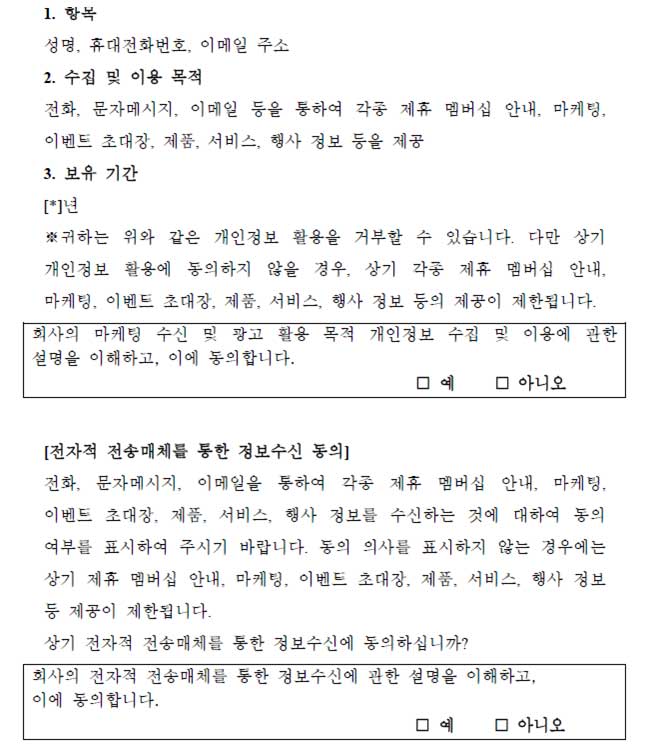 1. 항목
성명, 휴대전화번호, 이메일 주소
2. 수집 및 이용 목적
전화, 문자메시지, 이메일 등을 통하여 각종 제휴 멤버십 안내, 마케팅,
이벤트 초대장, 제품, 서비스, 행사 정보 등을 제공
3. 보유 기간
[*]년
※귀하는 위와 같은 개인정보 활용을 거부할 수 있습니다. 다만 상기
개인정보 활용에 동의하지 않을 경우, 상기 각종 제휴 멤버십 안내,
마케팅, 이벤트 초대장, 제품, 서비스, 행사 정보 등의 제공이 제한됩니다.
회사의 마케팅 수신 및 광고 활용 목적 개인정보 수집 및 이용에 관한
설명을 이해하고, 이에 동의합니다.
□ 예 □ 아니오
[전자적 전송매체를 통한 정보수신 동의]
전화, 문자메시지, 이메일을 통하여 각종 제휴 멤버십 안내, 마케팅,
이벤트 초대장, 제품, 서비스, 행사 정보를 수신하는 것에 대하여 동의
여부를 표시하여 주시기 바랍니다. 동의 의사를 표시하지 않는 경우에는
상기 제휴 멤버십 안내, 마케팅, 이벤트 초대장, 제품, 서비스, 행사 정보
등 제공이 제한됩니다.
상기 전자적 전송매체를 통한 정보수신에 동의하십니까?
회사의 전자적 전송매체를 통한 정보수신에 관한 설명을 이해하고,
이에 동의합니다.
□ 예 □ 아니오